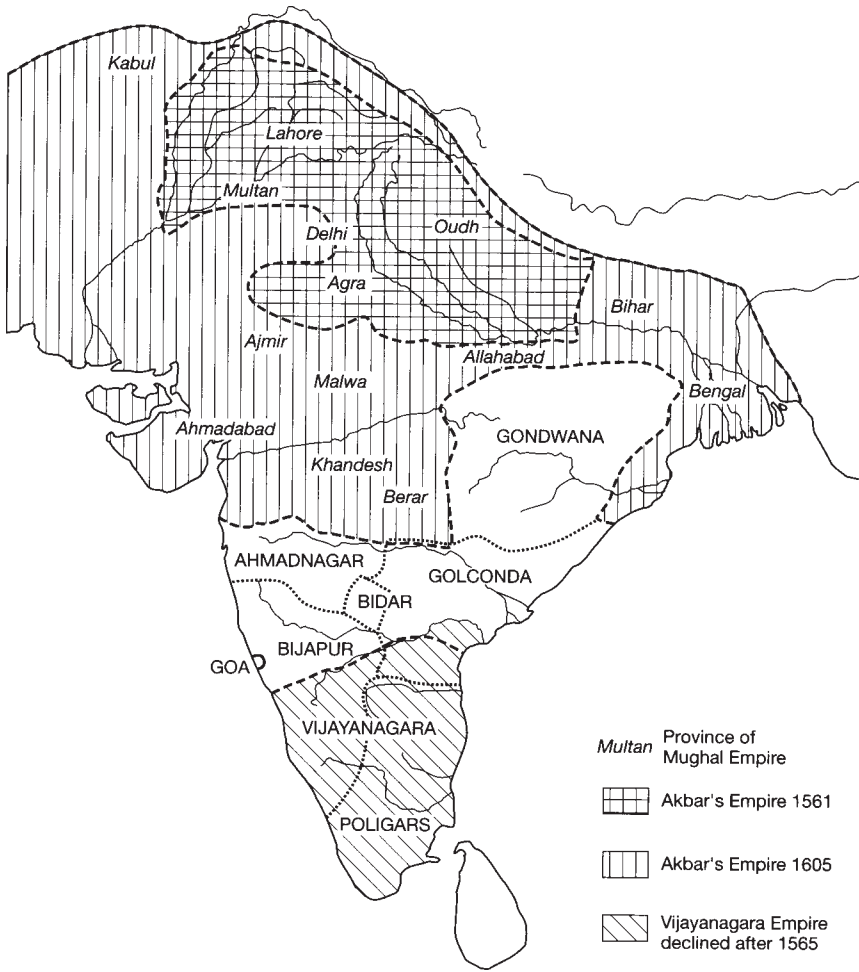 Kabul
Lahore
Multan
Delhi
Oudh
Agra
Bihar
Ajmir
Allahabad
Malwa
Bengal
Ahmadabad
GONDWANA
Khandesh
Berar
AHMADNAGAR
GOLCONDA
BIDAR
BIJAPUR
GOA
VIJAYANAGARA
POLIGARS
Multan Province of
Mughal Empire
Akbar's Empire 1561
Akbar's Empire 1605
Vijayanagara Empire
declined after 1565